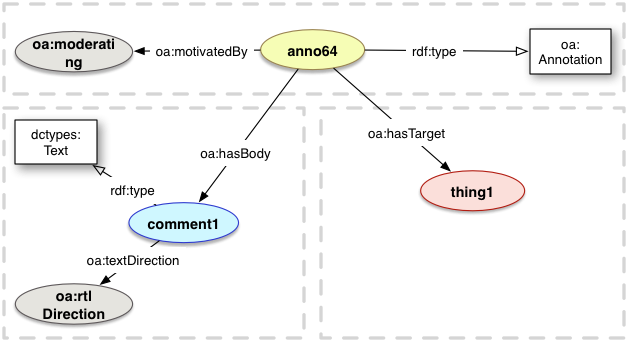 oa:moderati
ng
oa:motivatedBy
anno64
rdf:type
oa:
Annotation
dctypes:
Text
oa:hasBody
oa:hasTarget
rdf:type
thing1
comment1
oa:textDirection
oa:rtl
Direction